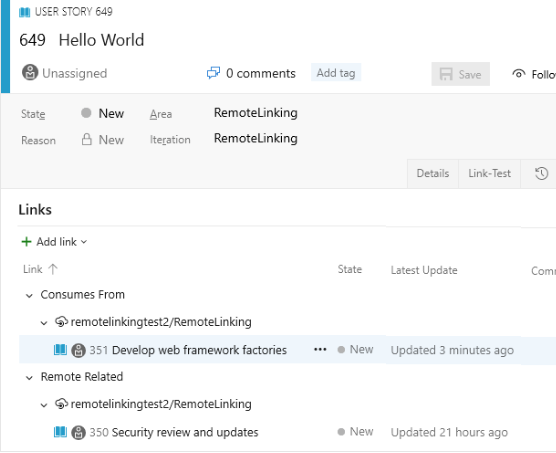 USER STORY 649
649 Hello World
Unassigned 0 comments Add tag Save Follo
State New Area RemoteLinking
Reason New Iteration RemoteLinking
Details Link-Test
Links
+ Add link
Link State Latest Update Comm
Consumes From
remotelinkingtest2/RemoteLinking
351 Develop web framework factories ••• New Updated 3 minutes ago
Remote Related
remotelinkingtest2/RemoteLinking
350 Security review and updates New Updated 21 hours ago